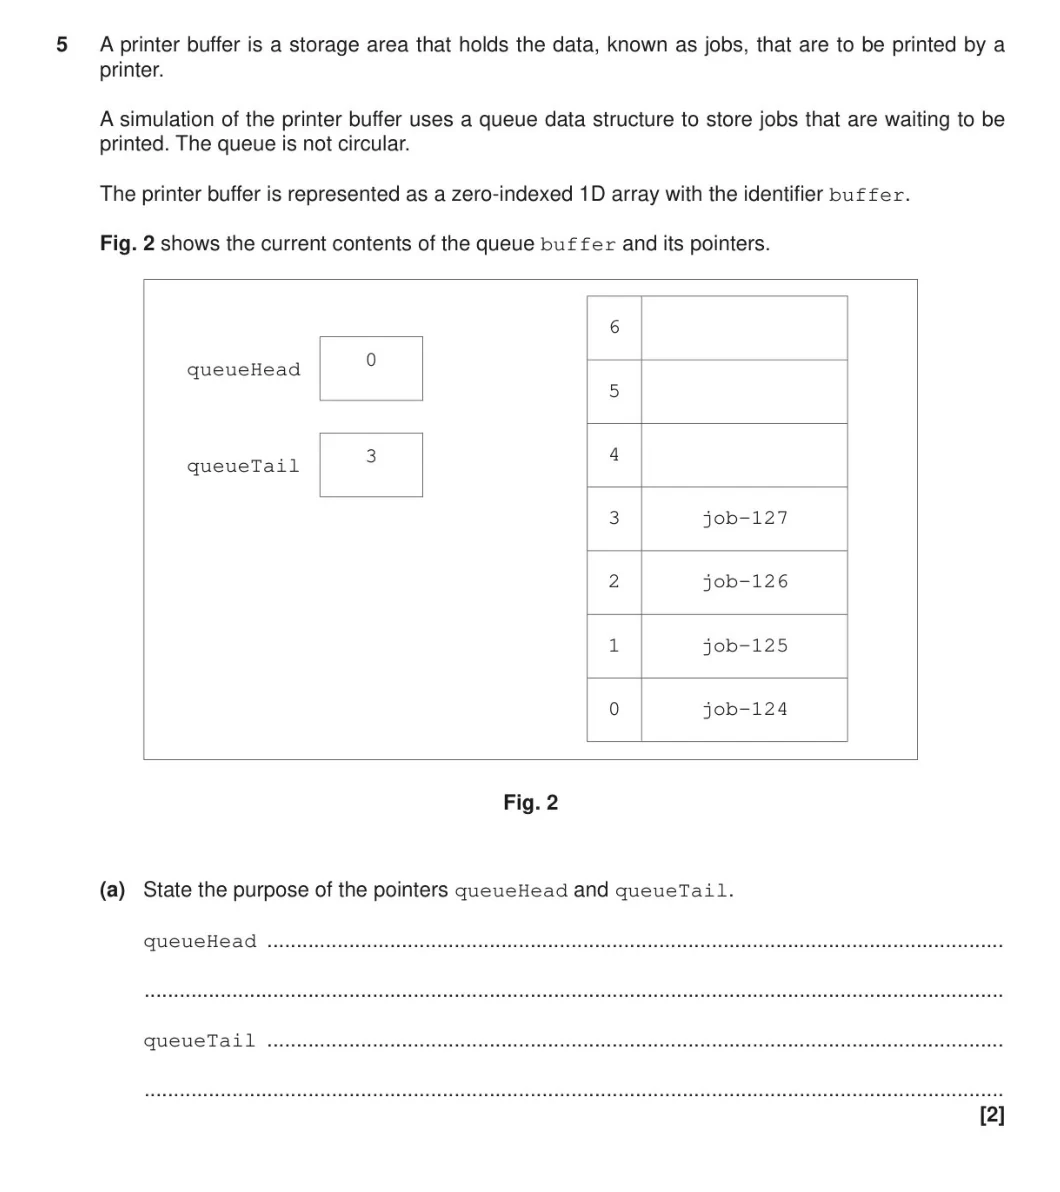 5 A printer buffer is a storage area that holds the data, known as jobs, that are to be printed by a
printer.
A simulation of the printer buffer uses a queue data structure to store jobs that are waiting to be
printed. The queue is not circular.
The printer buffer is represented as a zero-indexed 1D array with the identifier buffer.
Fig. 2 shows the current contents of the queue buffer and its pointers.
queueHead 0
queueTail 3
6
5
4
3 job-127
2 job-126
1 job-125
0 job-124
Fig. 2
(a) State the purpose of the pointers queueHead and queueTail.
queueHead ................................................................................
................................................................................
queueTail ................................................................................
................................................................................
[2]